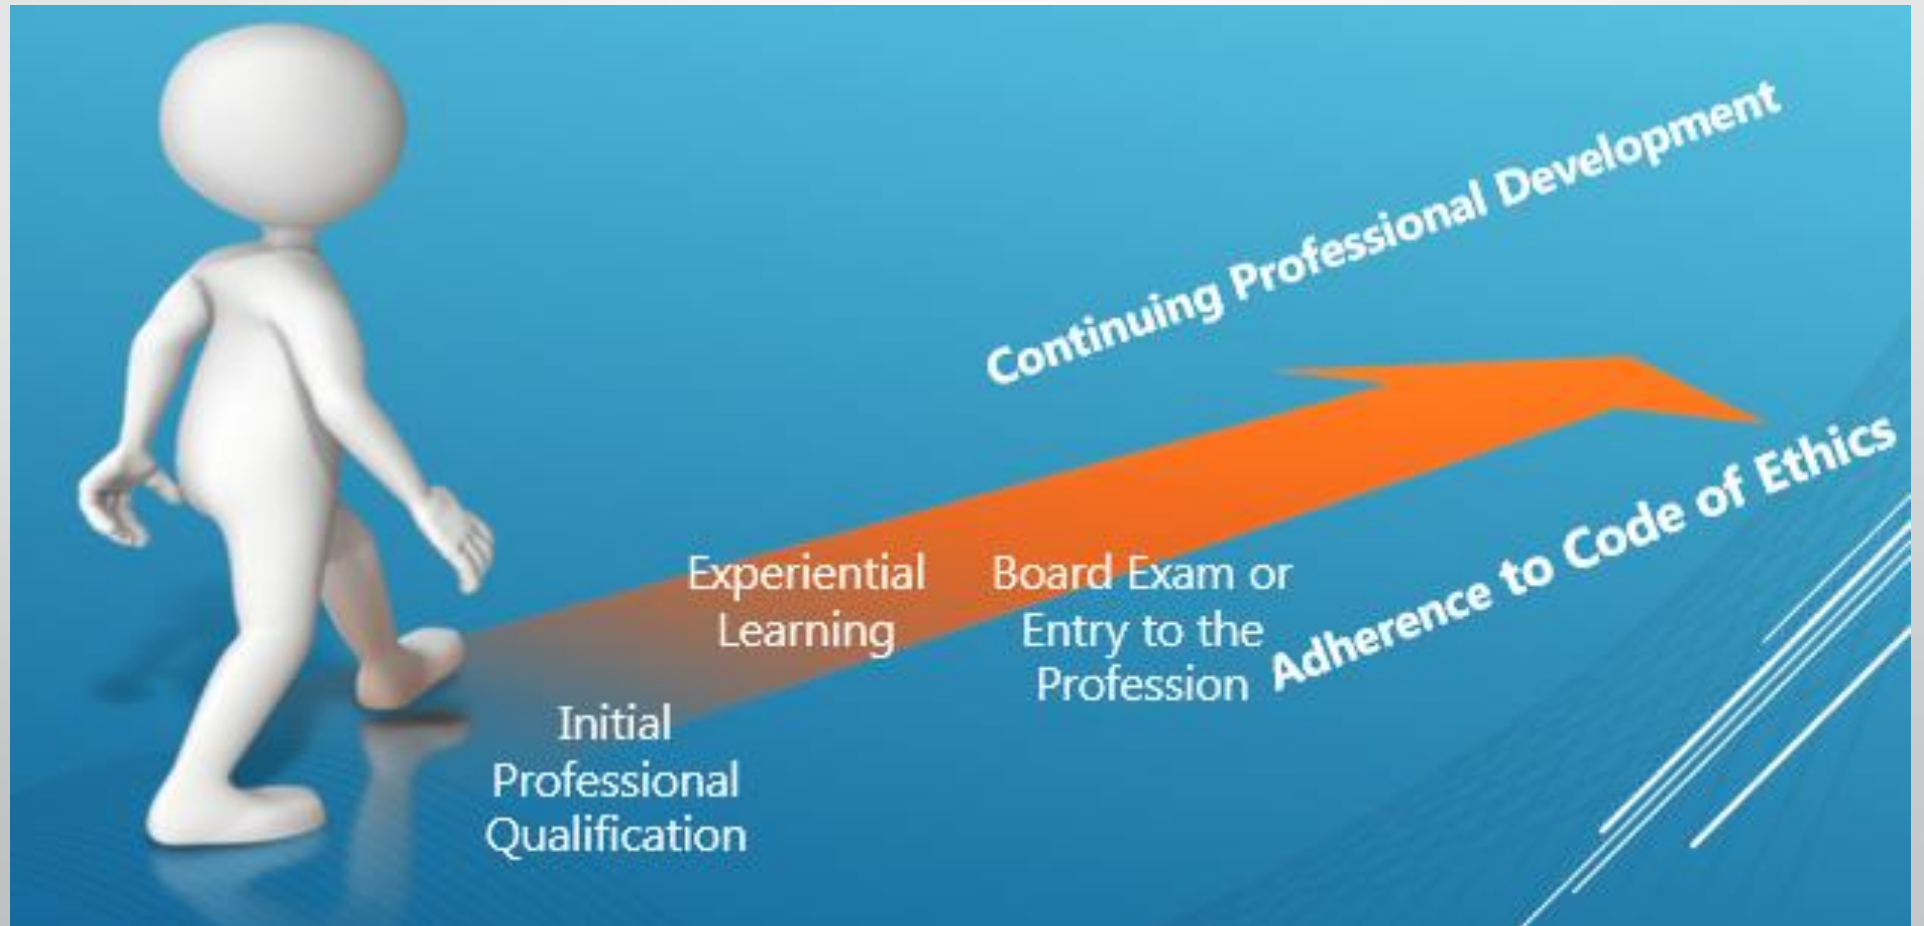 Continuing Professional Development
Experiential
Learning
Board Exam or
Entry to the
Profession
Adherence to Code of Ethics
Initial
Professional
Qualification